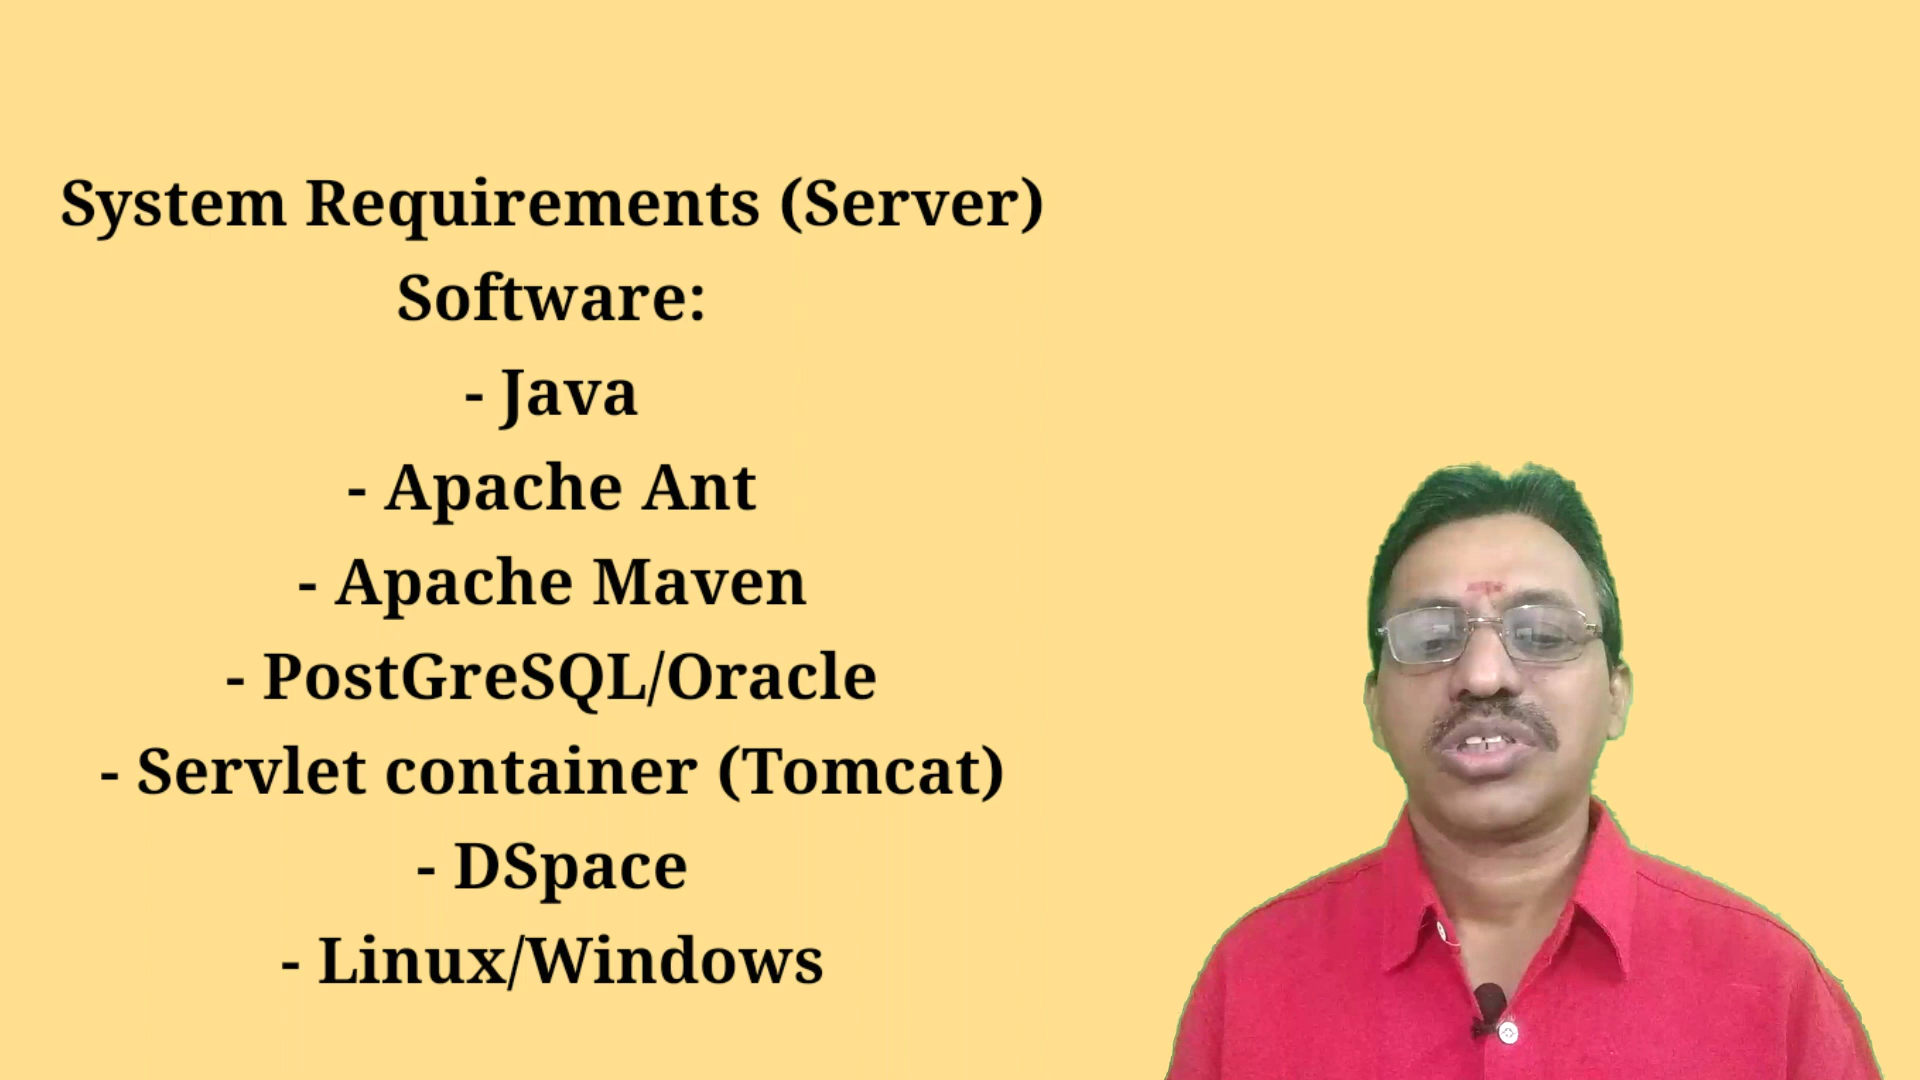 System Requirements (Server)
Software:
- Java
- Apache Ant
- Apache Maven
- PostGreSQL/Oracle
- Servlet container (Tomcat)
- DSpace
- Linux/Windows